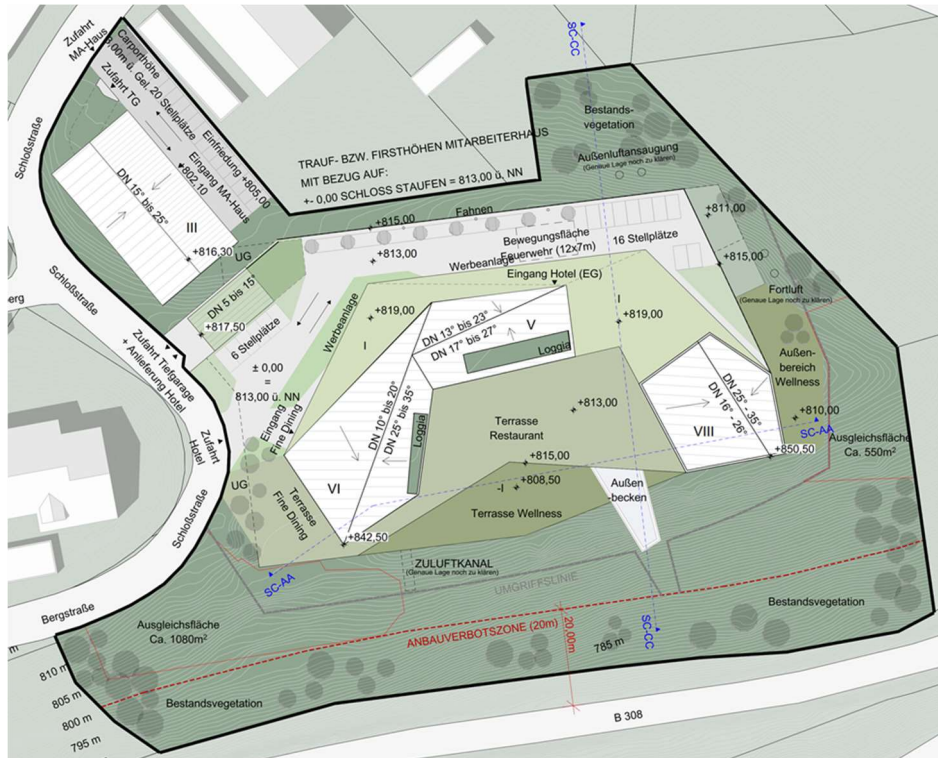 Zufahrt
MA-Haus
Carporthöhe
3,00m ü. Gel. 20 Stellplätze
Zufahrt TG
Einfriedung +805,00
Eingang MA-Haus
+802,10
Schloßstraße
DN 15° bis 25°
III
+816,30
UG
TRAUF- BZW. FIRSTHÖHEN MITARBEITERHAUS
MIT BEZUG AUF:
+- 0,00 SCHLOSS STAUFEN = 813,00 ü. NN
SC-CC
Bestands-
vegetation
Außenluftansaugung
(Genaue Lage noch zu klären)
+815,00
Fahnen
+811,00
+813,00
Bewegungsfläche
Feuerwehr (12x7m)
16 Stellplätze
Werbeanlage
Eingang Hotel (EG)
+815,00
Fortluft
(Genaue Lage noch zu klären)
Schloßstraße
berg
DN 5 bis 15°
+817,50
6 Stellplätze
Werbeanlage
+819,00
I
DN 13° bis 23°
DN 17° bis 27°
V
Loggia
I
+819,00
Zufahrt Tiefgarage
+ Anlieferung Hotel
± 0,00
=
813,00 ü. NN
Außen-
bereich
Wellness
DN 10° bis 20°
DN 25° bis 35°
Loggia
+813,00
Terrasse
Restaurant
DN 25° - 35°
DN 16° - 26°
VIII
+810,00
SC-AA
Eingang
Fine Dining
Zufahrt
Hotel
Ausgleichsfläche
Ca. 550m²
+850,50
+815,00
-I
+808,50
Terrasse Wellness
Außen
-becken
VI
UG
Terrasse
Fine Dining
Schloßstraße
+842,50
ZULUFTKANAL
(Genaue Lage noch zu klären)
SC-AA
UMGRIFFSLINIE
Bergstraße
Ausgleichsfläche
Ca. 1080m²
ANBAUVERBOTSZONE (20m)
20,00m
SC-CC
785 m
Bestandsvegetation
m
810 m
805 m
800 m
795 m
Bestandsvegetation
B 308